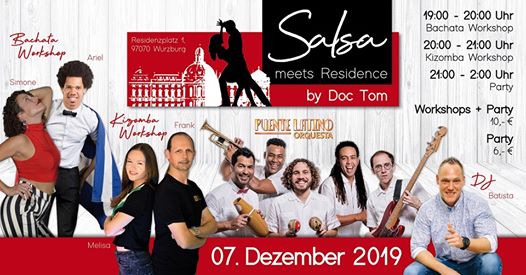 Bachata
Workshop
Ariel
Simone
Kizomba
Workshop
Frank
Melisa
Residenzplatz 1,
97070 Würzburg
Salsa
meets Residence
by Doc Tom
PUENTE LATINO
ORQUESTA
19:00 - 20:00 Uhr
Bachata Workshop
20:00 - 21:00 Uhr
Kizomba Workshop
21:00 - 2:00 Uhr
Party
Workshops + Party
10,- €
Party
6,- €
DJ
Batista
07. Dezember 2019